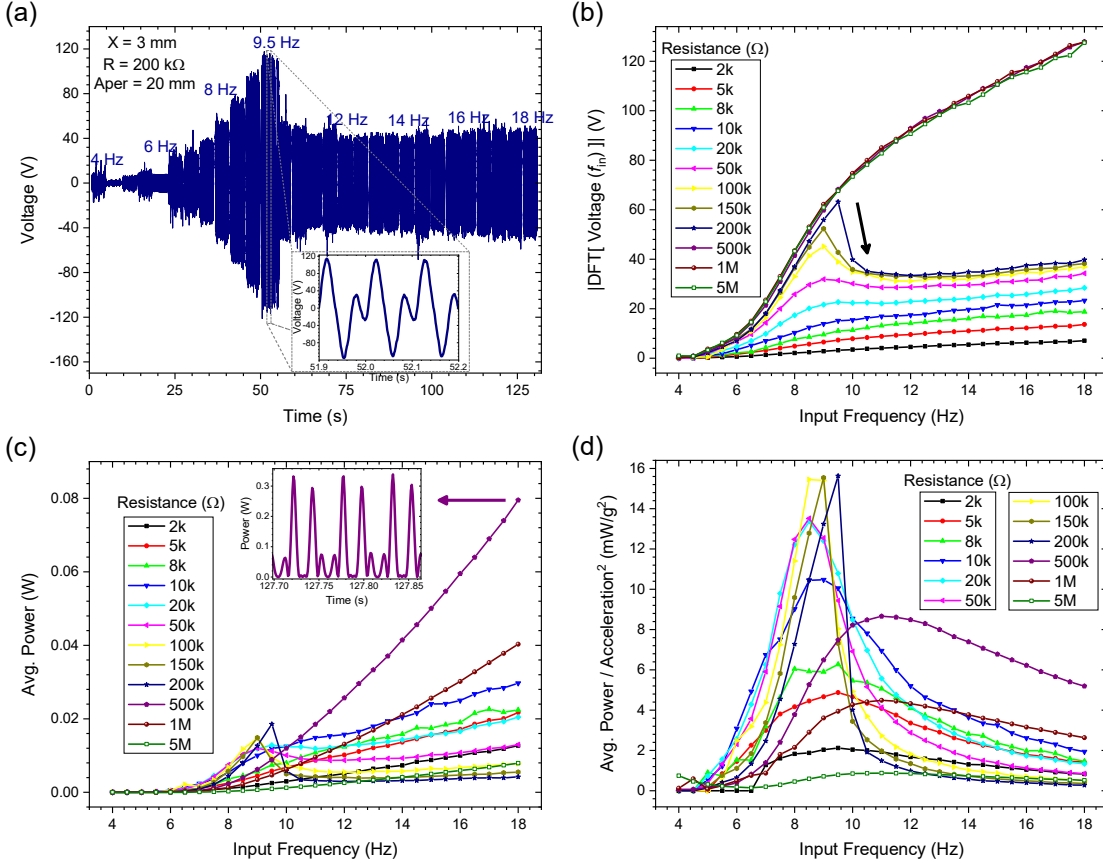 (a)
X = 3 mm
R = 200 kΩ
Aper = 20 mm
4 Hz
6 Hz
8 Hz
9.5 Hz
12 Hz
14 Hz
16 Hz
18 Hz
Voltage (V)
120
80
40
0
-40
-80
-120
-160
0 25 50 75 100 125
Time (s)
Voltage (V)
120
80
40
0
-40
-80
51.9 52.0 52.1 52.2
Time (s)
(b)
|DFT[ Voltage (fin) ]| (V)
Resistance (Ω)
2k
5k
8k
10k
20k
50k
100k
150k
200k
500k
1M
5M
120
100
80
60
40
20
0
4 6 8 10 12 14 16 18
Input Frequency (Hz)
(c)
Avg. Power (W)
Resistance (Ω)
2k
5k
8k
10k
20k
50k
100k
150k
200k
500k
1M
5M
0.08
0.06
0.04
0.02
0.00
4 6 8 10 12 14 16 18
Input Frequency (Hz)
Power (W)
0.3
0.2
0.1
0.0
127.70 127.75 127.80 127.85
Time (s)
(d)
Avg. Power / Acceleration² (mW/g²)
Resistance (Ω)
2k
5k
8k
10k
20k
50k
100k
150k
200k
500k
1M
5M
16
14
12
10
8
6
4
2
0
4 6 8 10 12 14 16 18
Input Frequency (Hz)